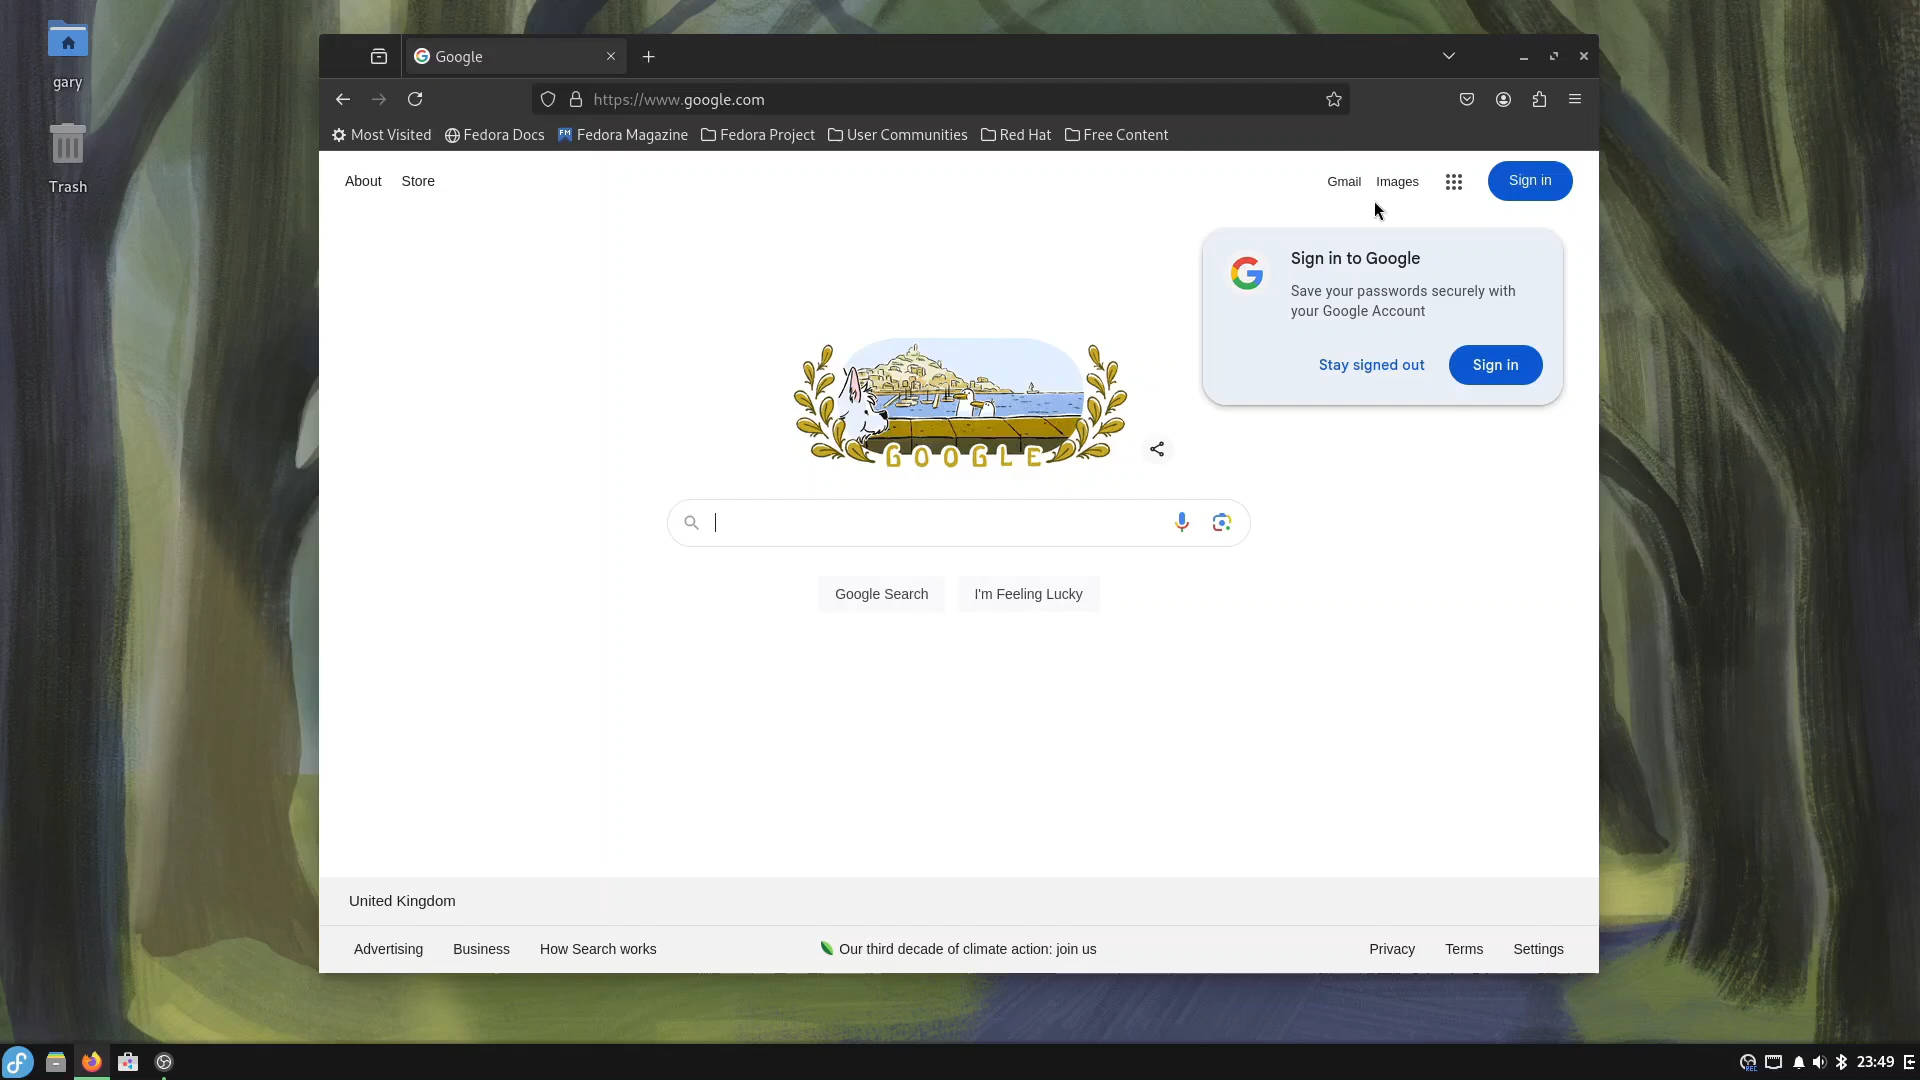 gary
Trash
Google
https://www.google.com
Most Visited
Fedora Docs
FM
Fedora Magazine
Fedora Project
User Communities
Red Hat
Free Content
About
Store
Gmail
Images
Sign in
Sign in to Google
Save your passwords securely with
your Google Account
Stay signed out
Sign in
GOOGLE
Google Search
I'm Feeling Lucky
United Kingdom
Advertising
Business
How Search works
Our third decade of climate action: join us
Privacy
Terms
Settings
REC
23:49